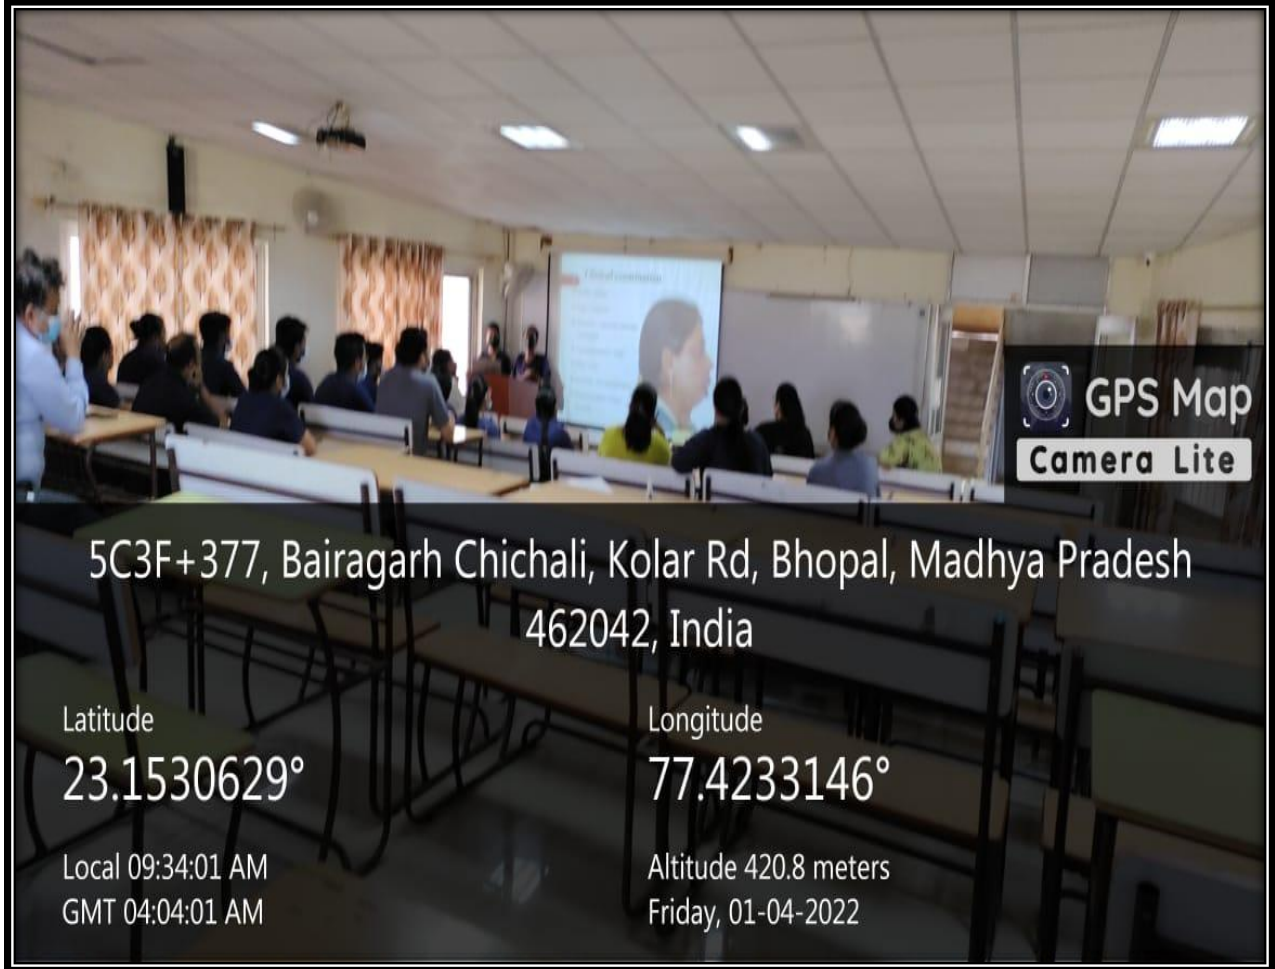 Clinical examination
GPS Map
Camera Lite
5C3F+377, Bairagarh Chichali, Kolar Rd, Bhopal, Madhya Pradesh
462042, India
Latitude
23.1530629°
Longitude
77.4233146°
Local 09:34:01 AM
GMT 04:04:01 AM
Altitude 420.8 meters
Friday, 01-04-2022